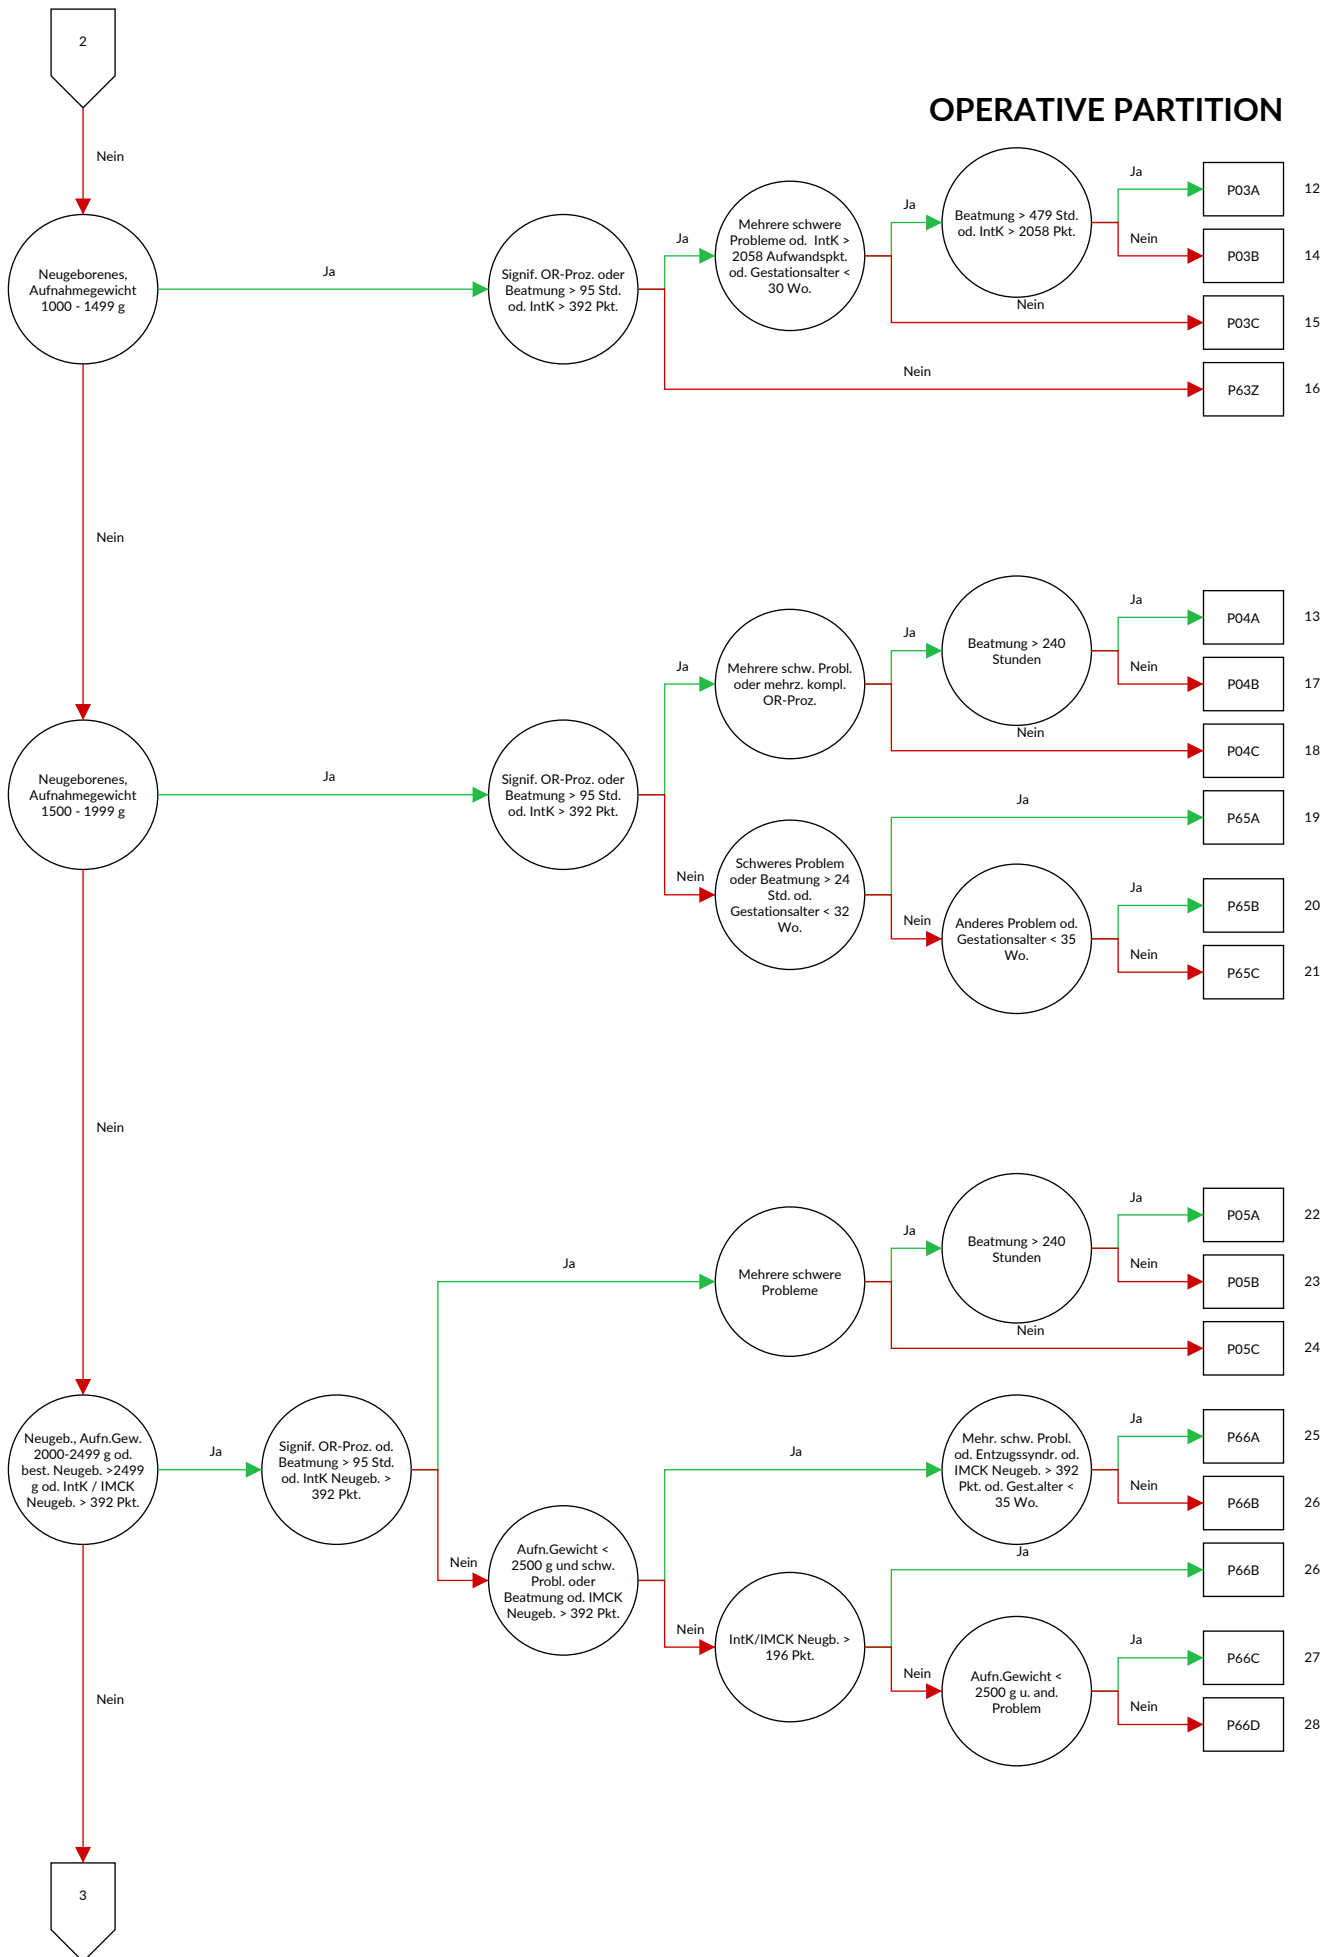 2
OPERATIVE PARTITION
Nein
Neugeborenes,
Aufnahmegewicht
1000 - 1499 g
Ja
Signif. OR-Proz. oder
Beatmung > 95 Std.
od. IntK > 392 Pkt.
Ja
Mehrere schwere
Probleme od.  IntK >
2058 Aufwandspkt.
od. Gestationsalter <
30 Wo.
Ja
Beatmung > 479 Std.
od. IntK > 2058 Pkt.
Ja
P03A
12
Nein
P03B
14
Nein
P03C
15
Nein
P63Z
16
Nein
Neugeborenes,
Aufnahmegewicht
1500 - 1999 g
Ja
Signif. OR-Proz. oder
Beatmung > 95 Std.
od. IntK > 392 Pkt.
Ja
Mehrere schw. Probl.
oder mehrz. kompl.
OR-Proz.
Ja
Beatmung > 240
Stunden
Ja
P04A
13
Nein
P04B
17
Nein
P04C
18
Nein
Schweres Problem
oder Beatmung > 24
Std. od.
Gestationsalter < 32
Wo.
Ja
P65A
19
Nein
Anderes Problem od.
Gestationsalter < 35
Wo.
Ja
P65B
20
Nein
P65C
21
Nein
Neugeb., Aufn.Gew.
2000-2499 g od.
best. Neugeb. >2499
g od. IntK / IMCK
Neugeb. > 392 Pkt.
Ja
Signif. OR-Proz. od.
Beatmung > 95 Std.
od. IntK Neugeb. >
392 Pkt.
Ja
Mehrere schwere
Probleme
Ja
Beatmung > 240
Stunden
Ja
P05A
22
Nein
P05B
23
Nein
P05C
24
Nein
Aufn.Gewicht <
2500 g und schw.
Probl. oder
Beatmung od. IMCK
Neugeb. > 392 Pkt.
Ja
Mehr. schw. Probl.
od. Entzugssyndr. od.
IMCK Neugeb. > 392
Pkt. od. Gest.alter <
35 Wo.
Ja
P66A
25
Nein
P66B
26
Nein
IntK/IMCK Neugb. >
196 Pkt.
Ja
P66B
26
Nein
Aufn.Gewicht <
2500 g u. and.
Problem
Ja
P66C
27
Nein
P66D
28
Nein
3